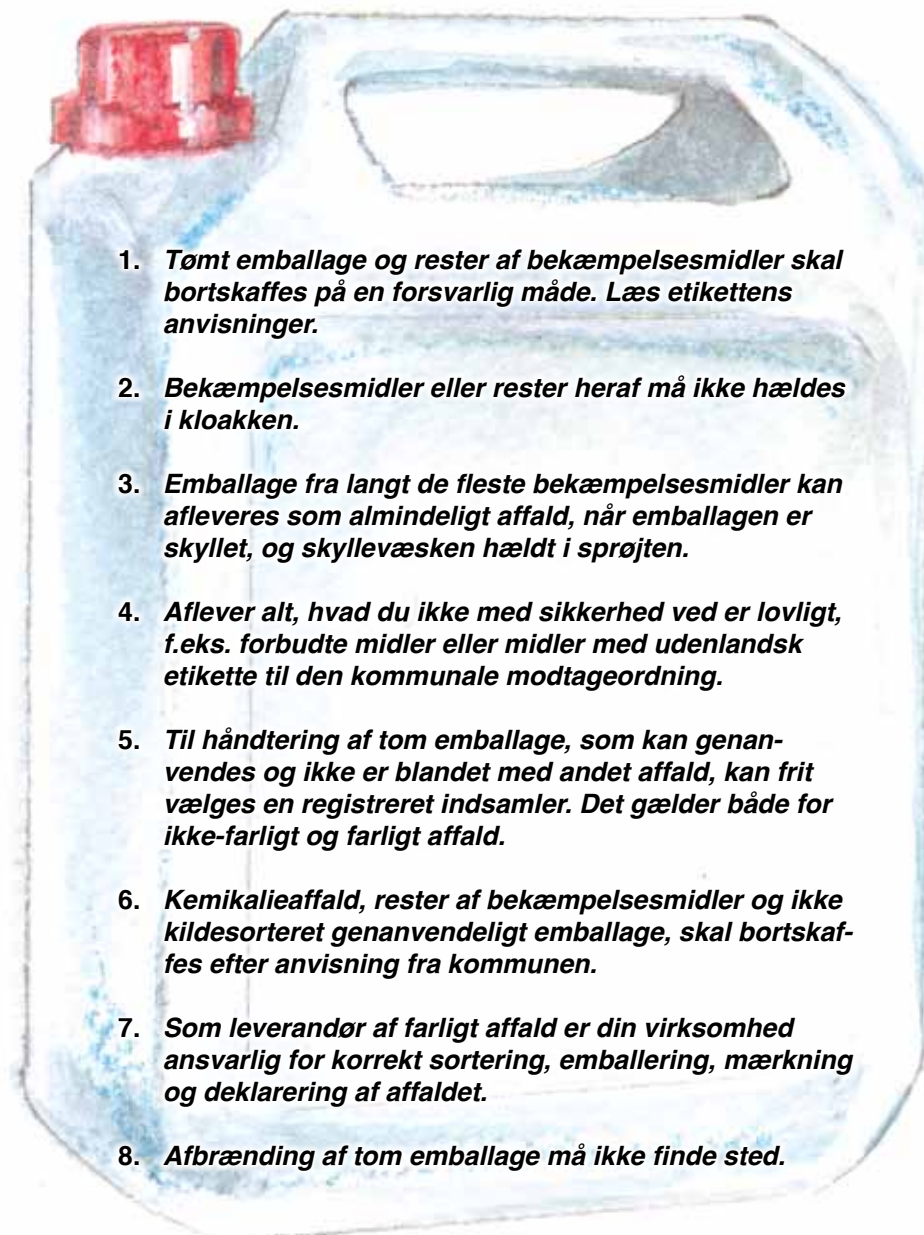 1. Tømt emballage og rester af bekæmpelsesmidler skal
bortskaffes på en forsvarlig måde. Læs etikettens
anvisninger.
2. Bekæmpelsesmidler eller rester heraf må ikke hældes
i kloakken.
3. Emballage fra langt de fleste bekæmpelsesmidler kan
afleveres som almindeligt affald, når emballagen er
skyllet, og skyllevæsken hældt i sprøjten.
4. Aflever alt, hvad du ikke med sikkerhed ved er lovligt,
f.eks. forbudte midler eller midler med udenlandsk
etikette til den kommunale modtageordning.
5. Til håndtering af tom emballage, som kan genan-
vendes og ikke er blandet med andet affald, kan frit
vælges en registreret indsamler. Det gælder både for
ikke-farligt og farligt affald.
6. Kemikalieaffald, rester af bekæmpelsesmidler og ikke
kildesorteret genanvendeligt emballage, skal bortskaf-
fes efter anvisning fra kommunen.
7. Som leverandør af farligt affald er din virksomhed
ansvarlig for korrekt sortering, emballering, mærkning
og deklarering af affaldet.
8. Afbrænding af tom emballage må ikke finde sted.